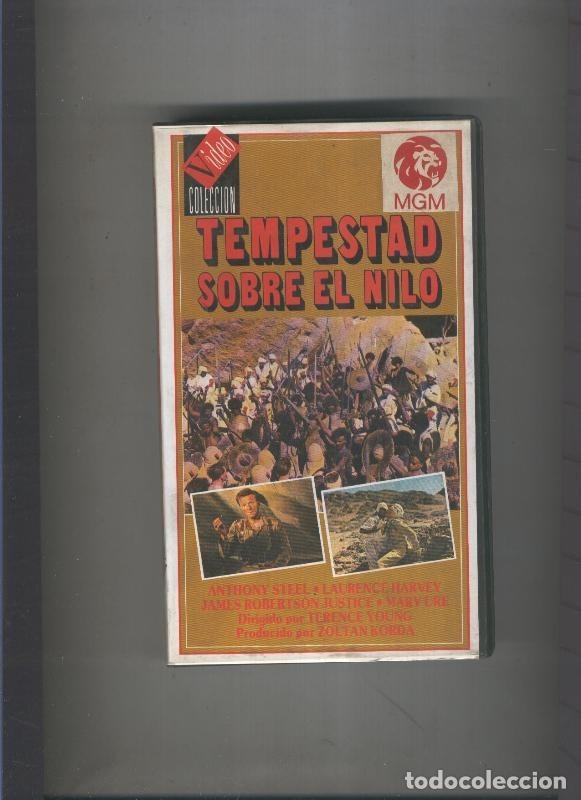 Video
COLECCION
MGM
TEMPESTAD
SOBRE EL NILO
ANTHONY STEEL • LAURENCE HARVEY
JAMES ROBERTSON JUSTICE • MARY URE
Dirigido por TERENCE YOUNG
Producido por ZOLTAN KORDA
todocoleccion